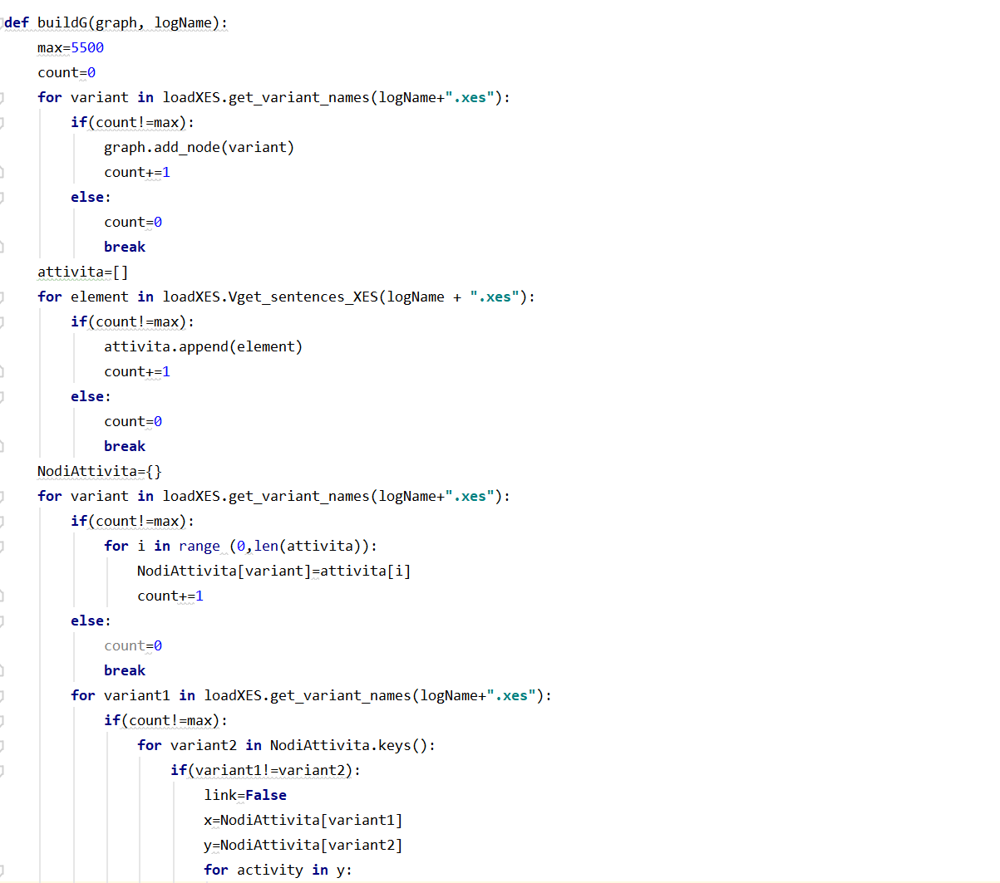 def buildG(graph, logName):
    max=5500
    count=0
    for variant in loadXES.get_variant_names(logName+".xes"):
        if(count!=max):
            graph.add_node(variant)
            count+=1
        else:
            count=0
            break
    attivita=[]
    for element in loadXES.Vget_sentences_XES(logName + ".xes"):
        if(count!=max):
            attivita.append(element)
            count+=1
        else:
            count=0
            break
    NodiAttivita={}
    for variant in loadXES.get_variant_names(logName+".xes"):
        if(count!=max):
            for i in range (0,len(attivita)):
                NodiAttivita[variant]=attivita[i]
                count+=1
        else:
            count=0
            break
        for variant1 in loadXES.get_variant_names(logName+".xes"):
            if(count!=max):
                for variant2 in NodiAttivita.keys():
                    if(variant1!=variant2):
                        link=False
                        x=NodiAttivita[variant1]
                        y=NodiAttivita[variant2]
                        for activity in y: